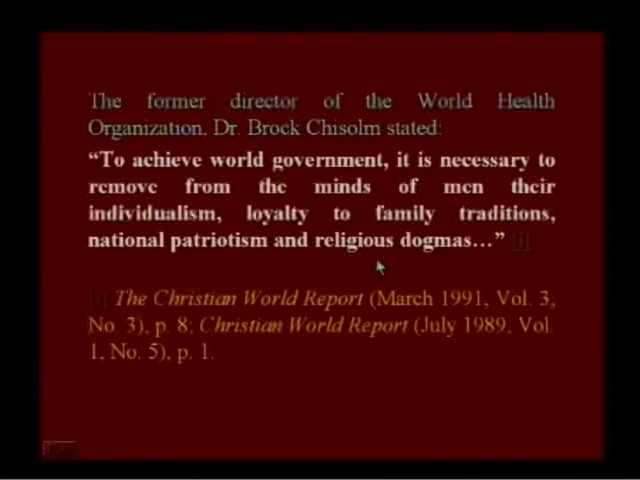 The former director of the World Health
Organization, Dr. Brock Chisolm stated:
“To achieve world government, it is necessary to
remove from the minds of men their
individualism, loyalty to family traditions,
national patriotism and religious dogmas…” [i]
[i] The Christian World Report (March 1991, Vol. 3,
No. 3), p. 8; Christian World Report (July 1989, Vol.
1, No. 5), p. 1.